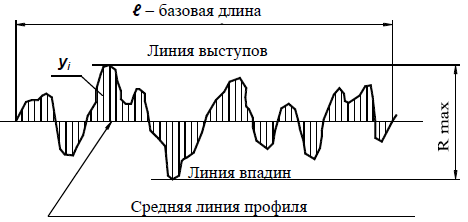 ℓ – базовая длина
Линия выступов
yi
R max
Линия впадин
Средняя линия профиля